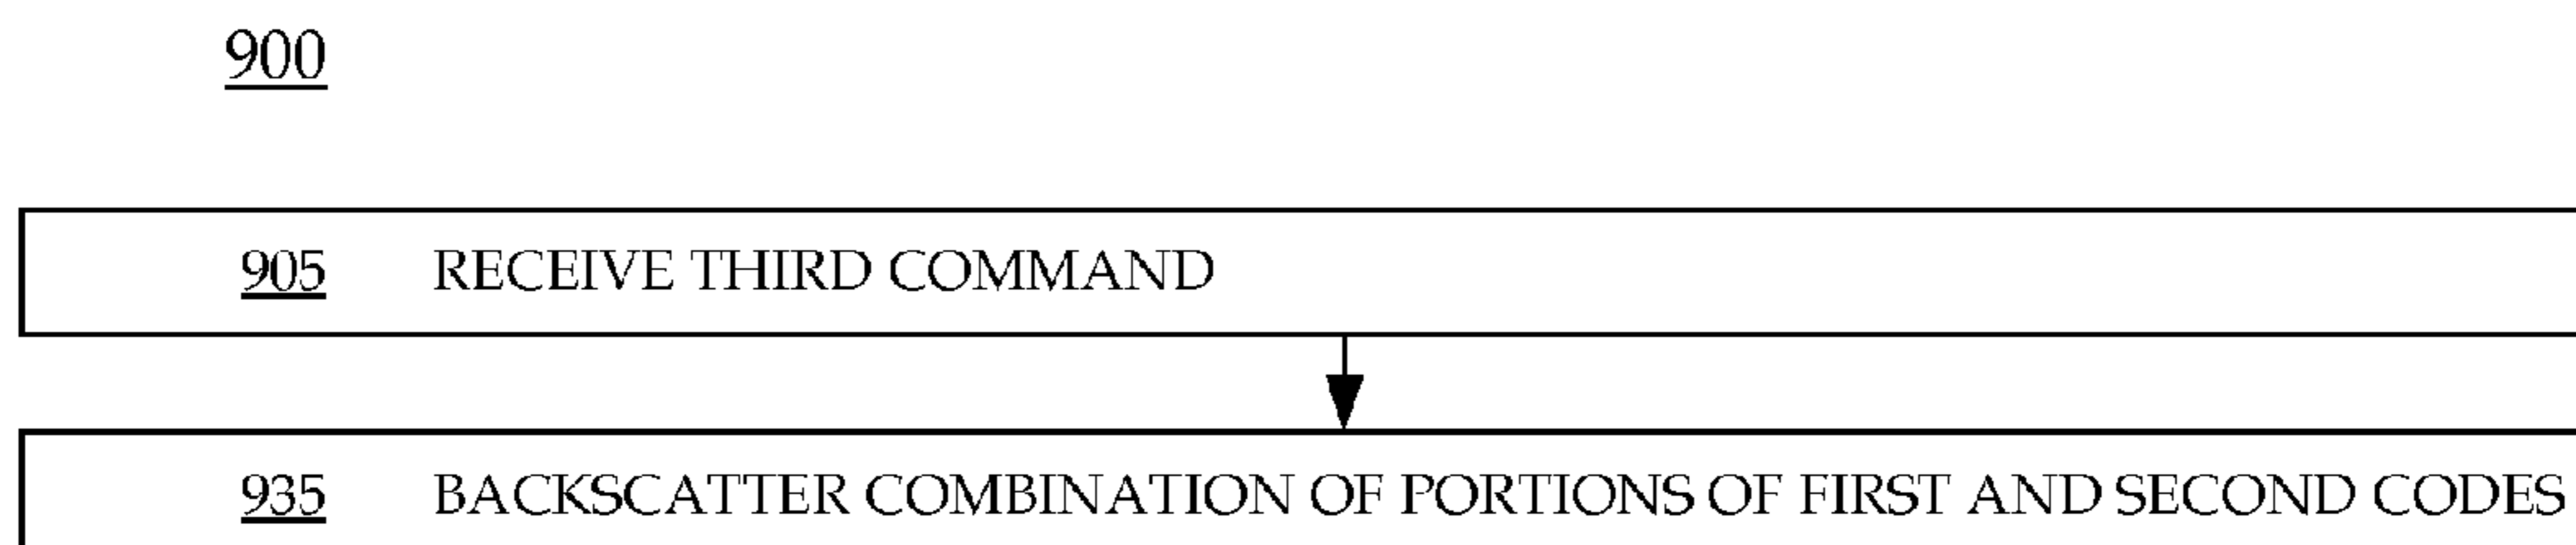 900
905 RECEIVE THIRD COMMAND
935 BACKSCATTER COMBINATION OF PORTIONS OF FIRST AND SECOND CODES